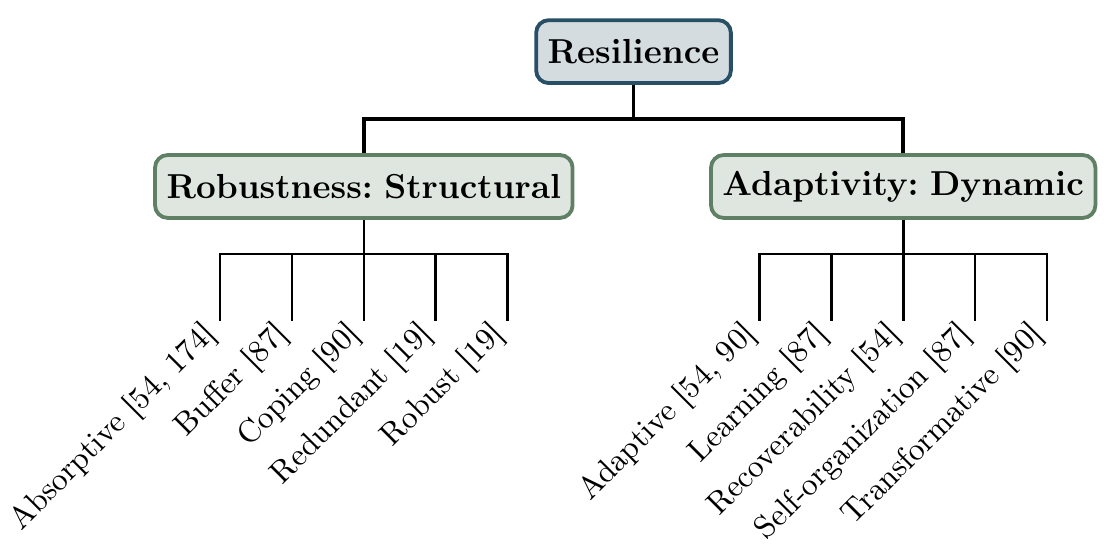 Resilience
Robustness: Structural
Adaptivity: Dynamic
Absorptive [54, 174]
Buffer [87]
Coping [90]
Redundant [19]
Robust [19]
Adaptive [54, 90]
Learning [87]
Recoverability [54]
Self-organization [87]
Transformative [90]